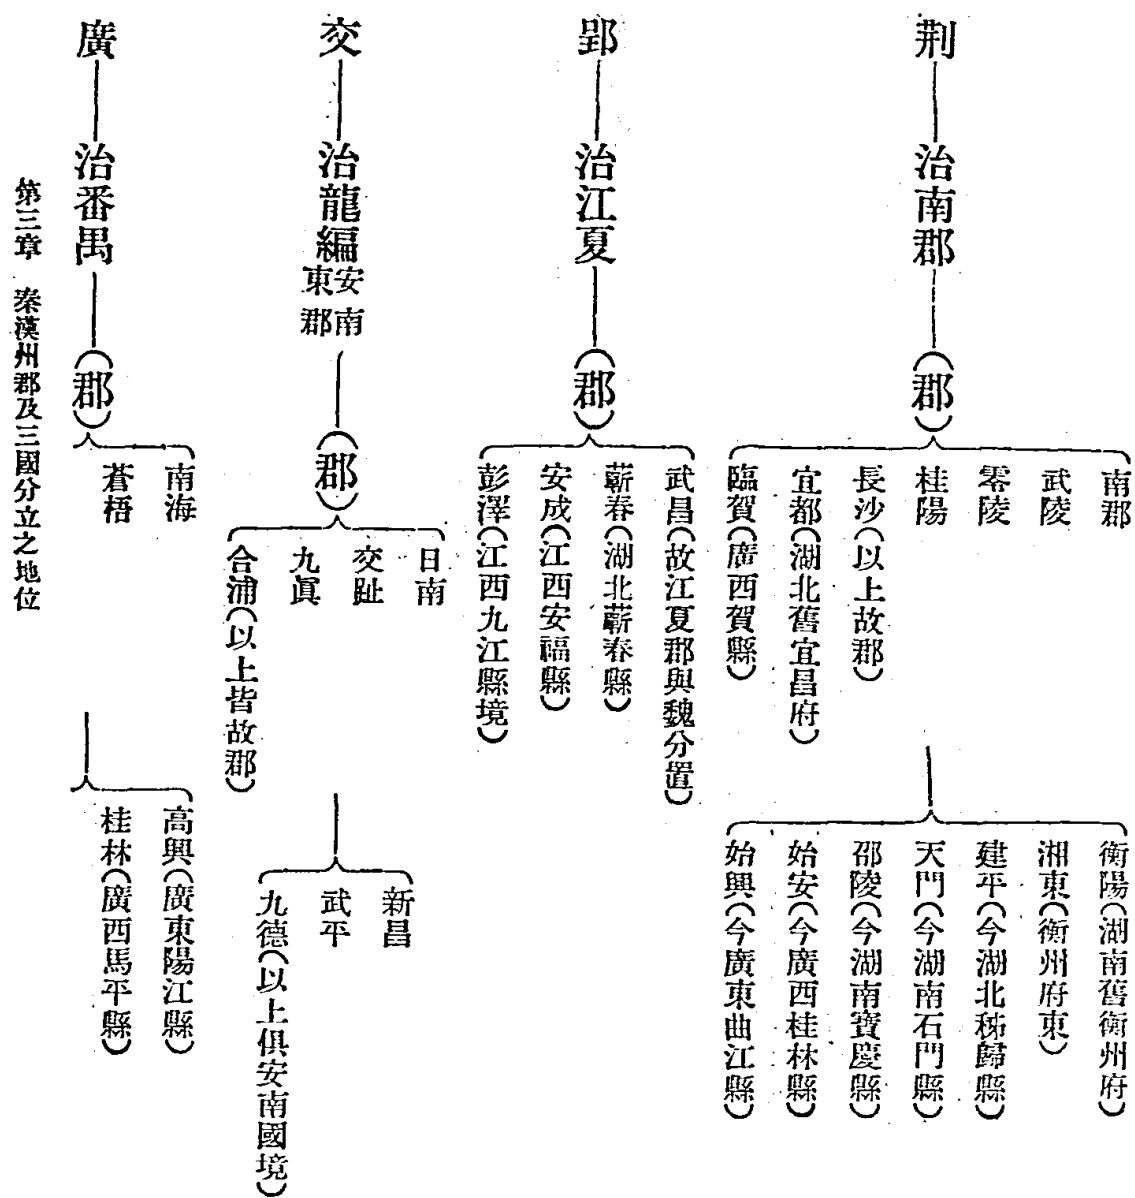 荆
治南郡
（郡）
南郡
武陵
零陵
桂陽
長沙（以上故郡）
宜都（湖北舊宜昌府）
臨賀（廣西賀縣）
衡陽（湖南舊衡州府）
湘東（衡州府東）
建平（今湖北秭歸縣）
天門（今湖南石門縣）
邵陵（今湖南寶慶縣）
始安（今廣西桂林縣）
始興（今廣東曲江縣）
郢
治江夏
（郡）
武昌（故江夏郡與魏分置）
蘄春（湖北蘄春縣）
安成（江西安福縣）
彭澤（江西九江縣境）
交
治龍編
安南
東郡
（郡）
日南
交趾
九眞
合浦（以上皆故郡）
新昌
武平
九德（以上俱安南國境）
廣
治番禺
（郡）
南海
蒼梧
高興（廣東陽江縣）
桂林（廣西馬平縣）
第三章　秦漢州郡及三國分立之地位